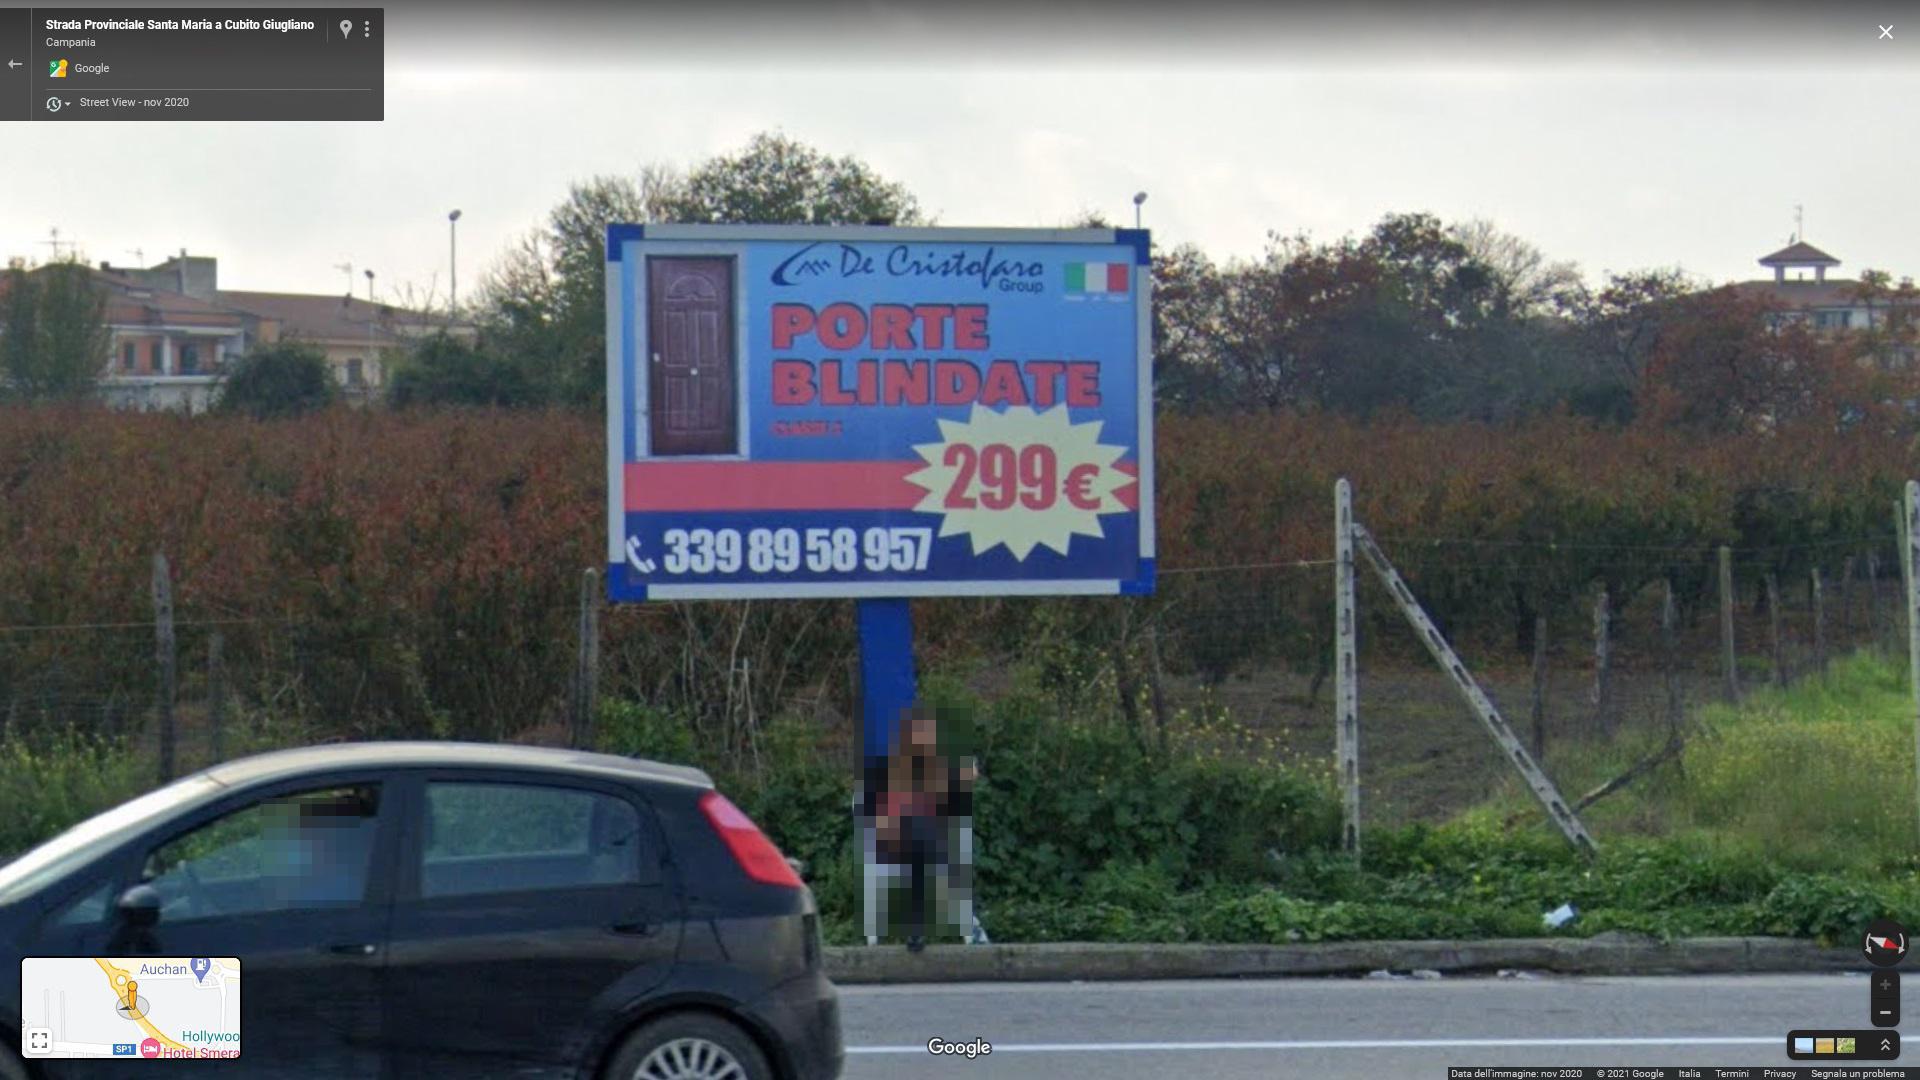 Strada Provinciale Santa Maria a Cubito Giugliano
Campania
Google
Street View - nov 2020
De Cristofaro
Group
PORTE
BLINDATE
299€
339 89 58 957
Auchan
Hollywoo
SP1
Hotel Smera
Google
Data dell'immagine: nov 2020 © 2021 Google Italia Termini Privacy Segnala un problema